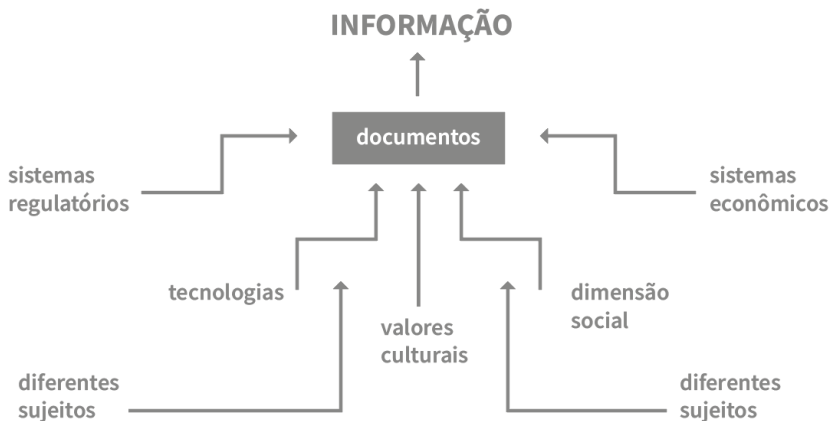 INFORMAÇÃO
documentos
sistemas
regulatórios
sistemas
econômicos
tecnologias
valores
culturais
dimensão
social
diferentes
sujeitos
diferentes
sujeitos